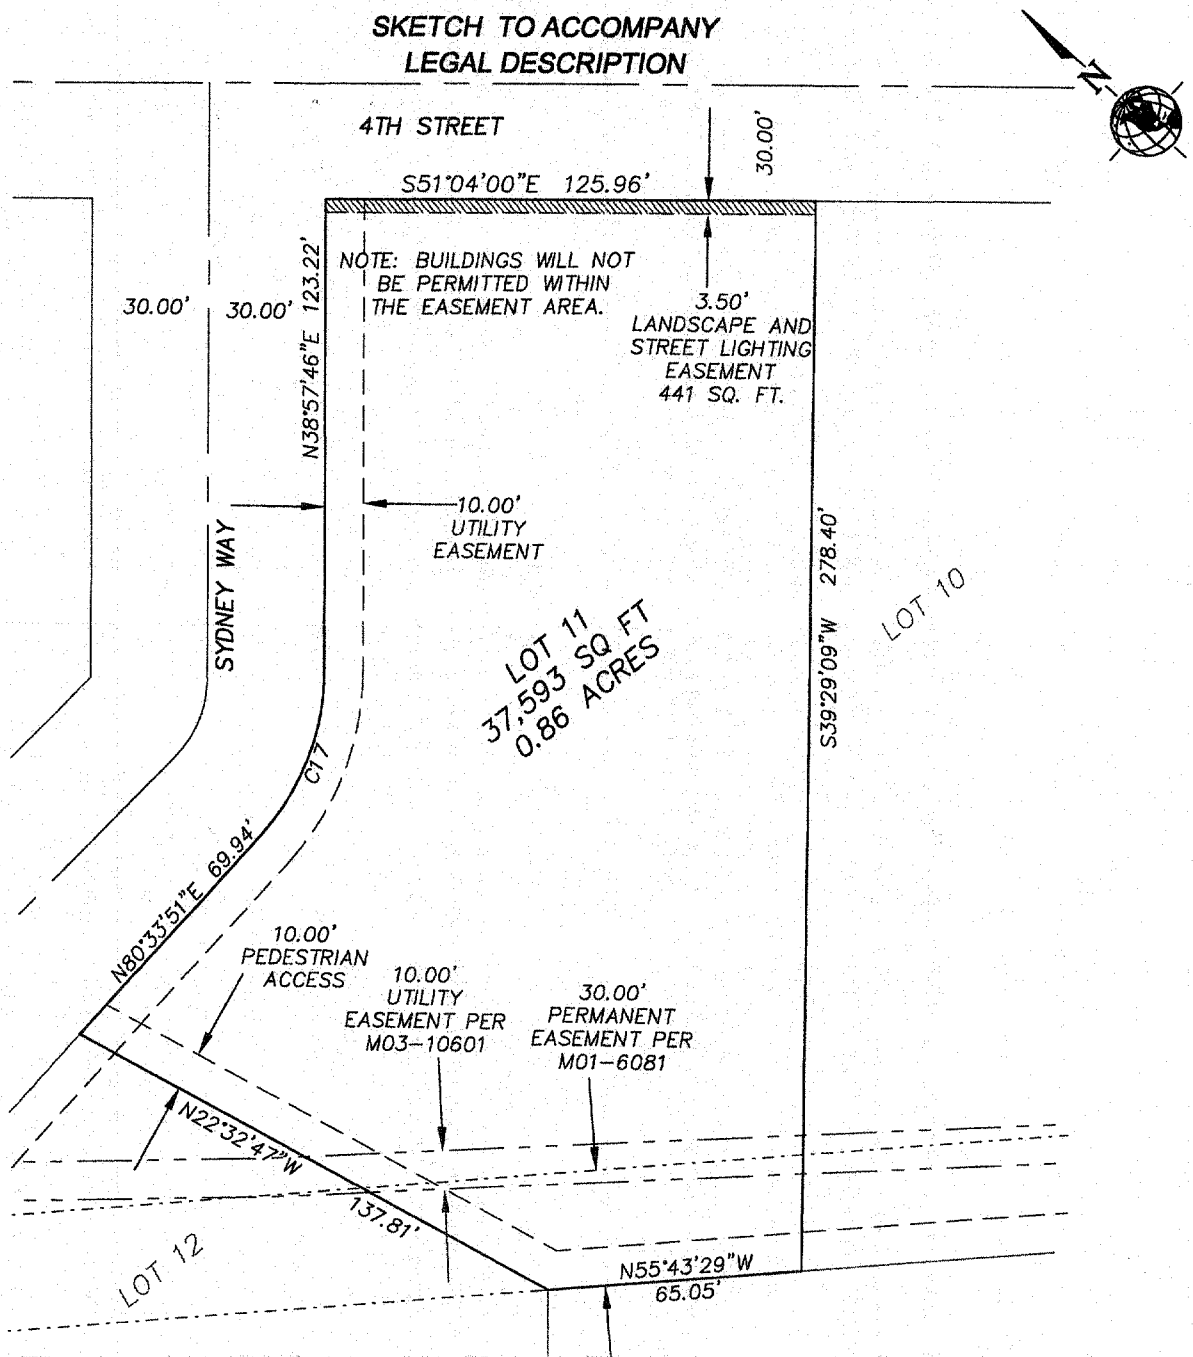 SKETCH TO ACCOMPANY
LEGAL DESCRIPTION
N
4TH STREET
30.00'
S51°04'00"E 125.96'
NOTE: BUILDINGS WILL NOT
BE PERMITTED WITHIN
THE EASEMENT AREA.
30.00'
30.00'
N38°57'46"E 123.22'
3.50'
LANDSCAPE AND
STREET LIGHTING
EASEMENT
441 SQ. FT.
10.00'
UTILITY
EASEMENT
SYDNEY WAY
278.40'
S39°29'09"W
LOT 10
LOT 11
37,593 SQ FT
0.86 ACRES
C17
N80°33'51"E 69.94'
10.00'
PEDESTRIAN
ACCESS
10.00'
UTILITY
EASEMENT PER
M03-10601
30.00'
PERMANENT
EASEMENT PER
M01-6081
N22°32'47"W
137.81'
LOT 12
N55°43'29"W
65.05'